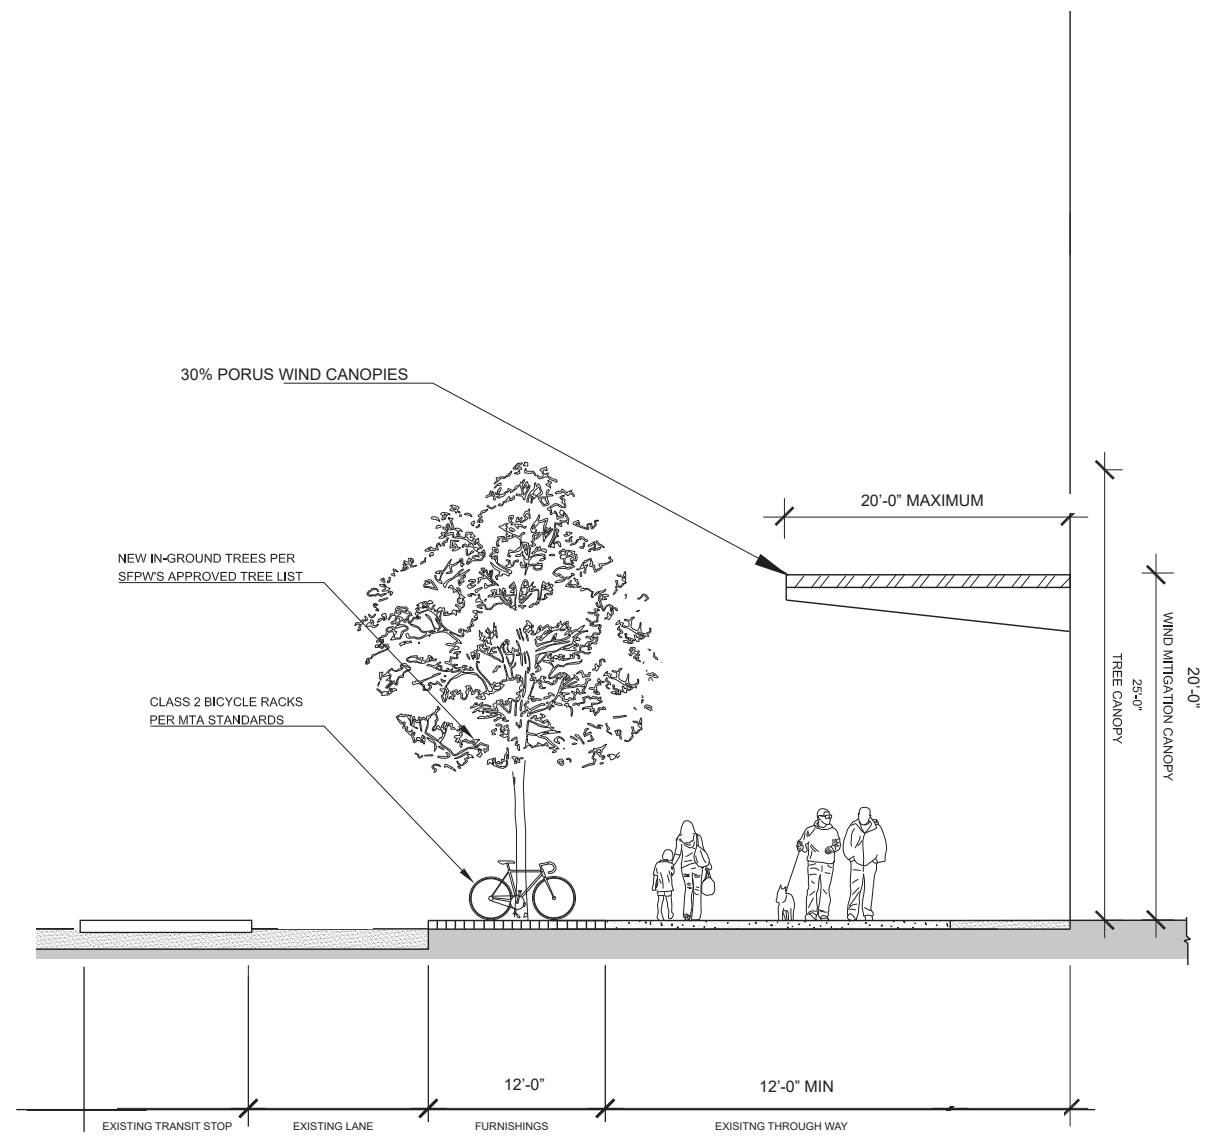 30% PORUS WIND CANOPIES
20'-0" MAXIMUM
NEW IN-GROUND TREES PER
SFPW'S APPROVED TREE LIST
CLASS 2 BICYCLE RACKS
PER MTA STANDARDS
25'-0"
TREE CANOPY
20'-0"
WIND MITIGATION CANOPY
12'-0"
12'-0" MIN
EXISTING TRANSIT STOP
EXISTING LANE
FURNISHINGS
EXISITNG THROUGH WAY